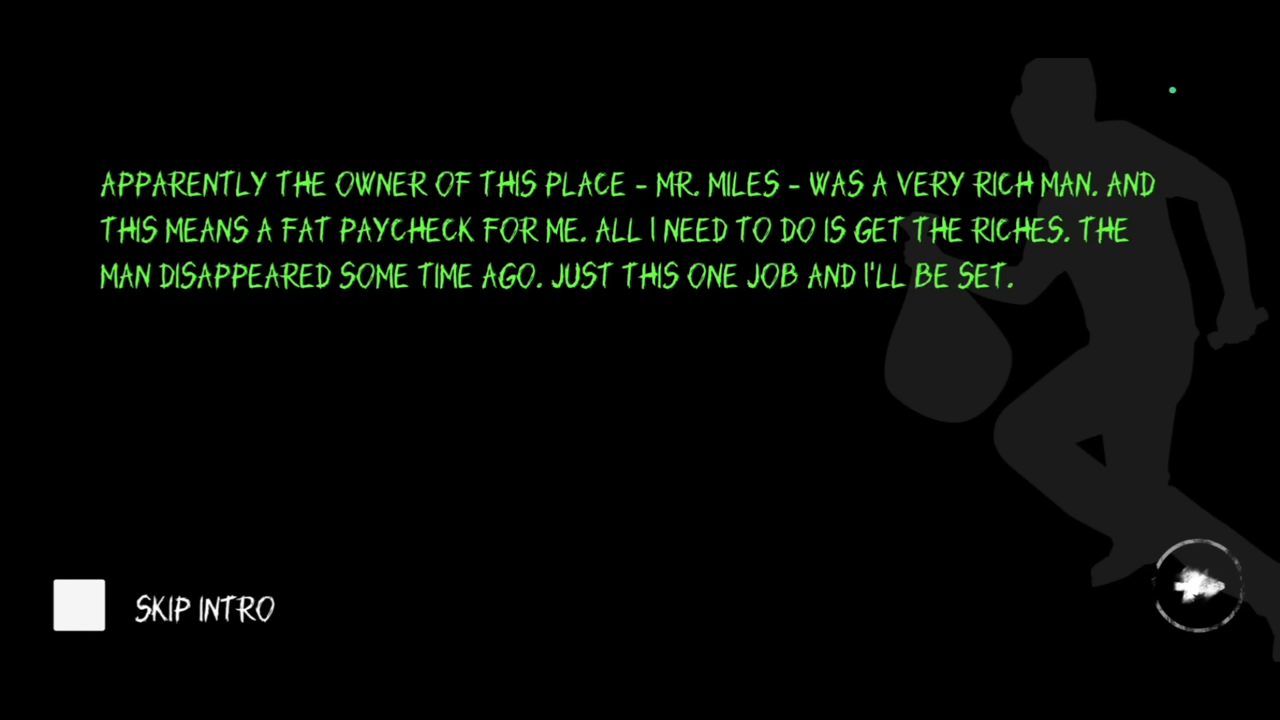 APPARENTLY THE OWNER OF THIS PLACE - MR. MILES - WAS A VERY RICH MAN. AND
THIS MEANS A FAT PAYCHECK FOR ME. ALL I NEED TO DO IS GET THE RICHES. THE
MAN DISAPPEARED SOME TIME AGO. JUST THIS ONE JOB AND I'LL BE SET.
SKIP INTRO